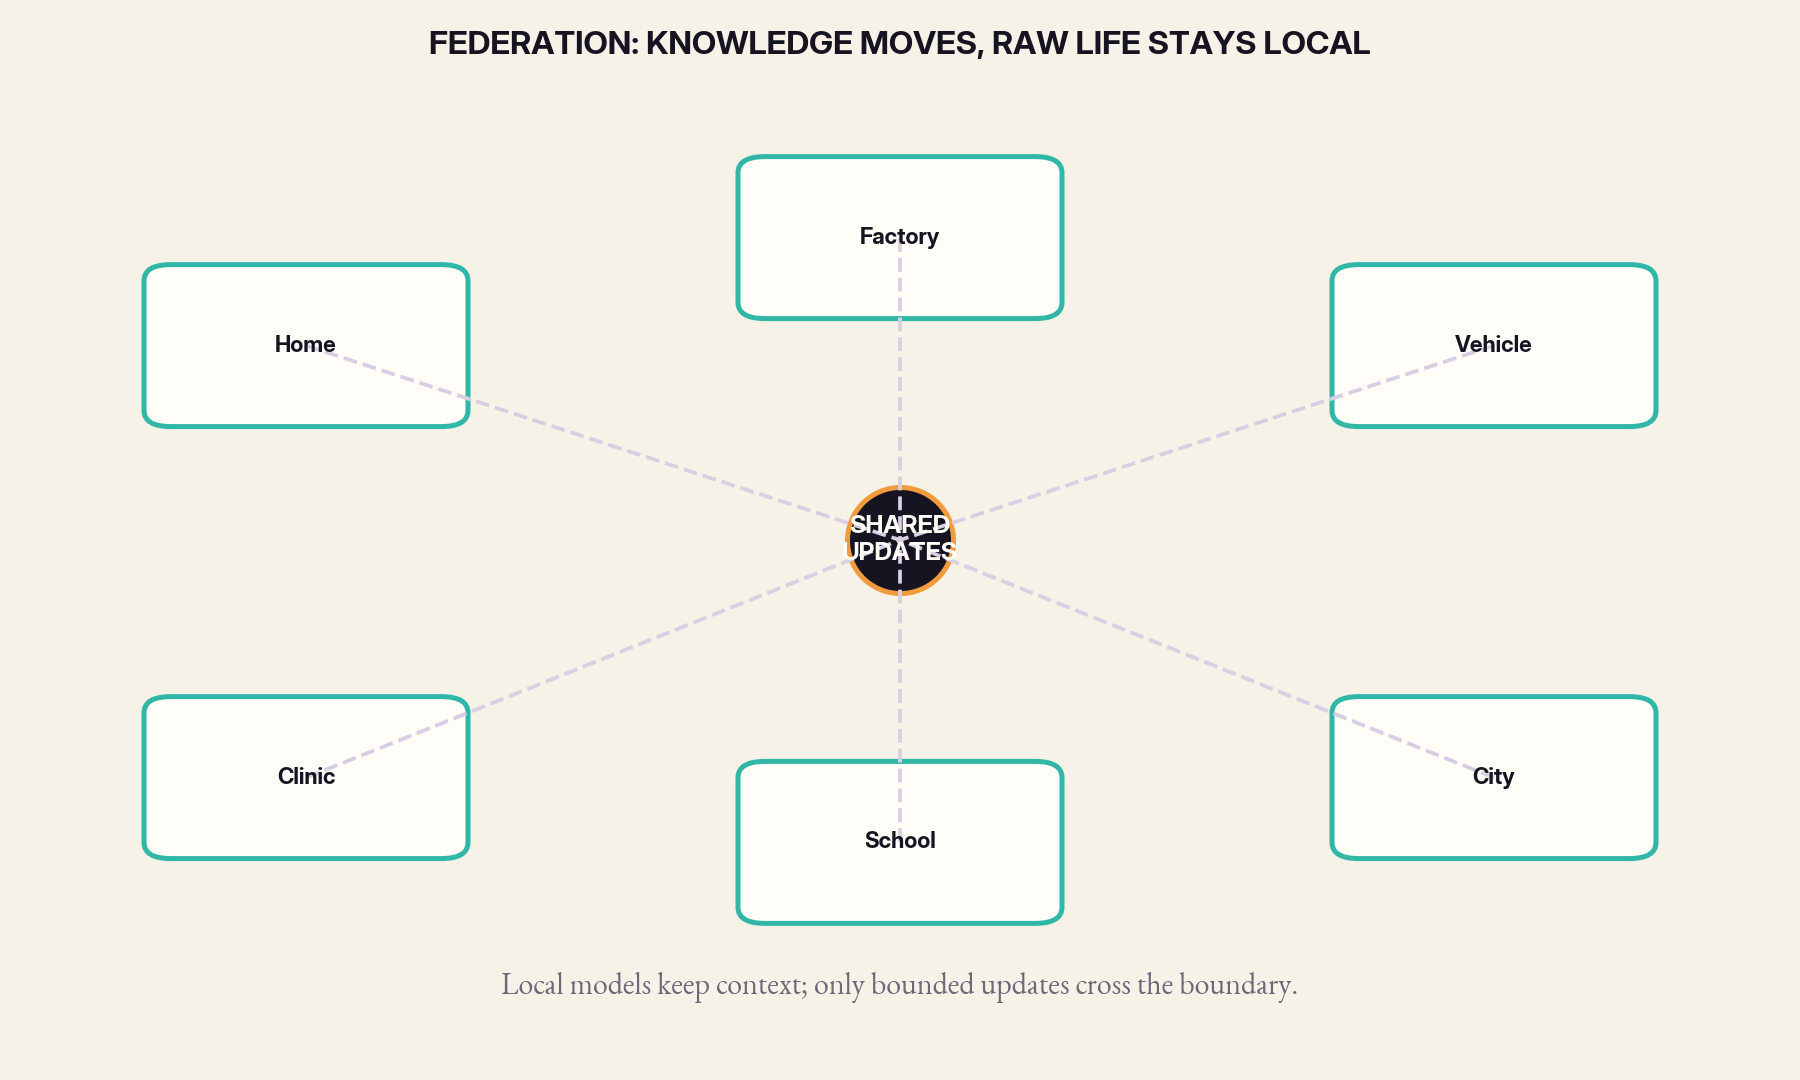 FEDERATION: KNOWLEDGE MOVES, RAW LIFE STAYS LOCAL
Factory
Home
Vehicle
SHARED
UPDATES
Clinic
City
School
Local models keep context; only bounded updates cross the boundary.